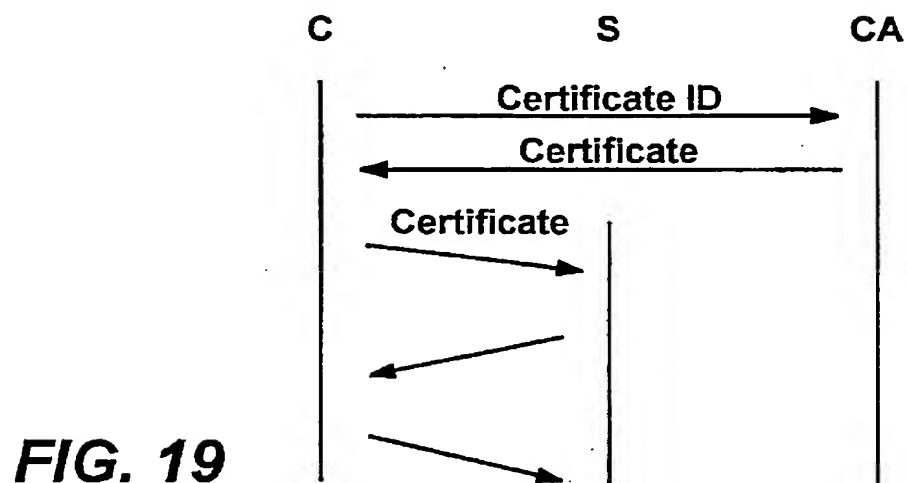 C S CA
Certificate ID
Certificate
Certificate
FIG. 19